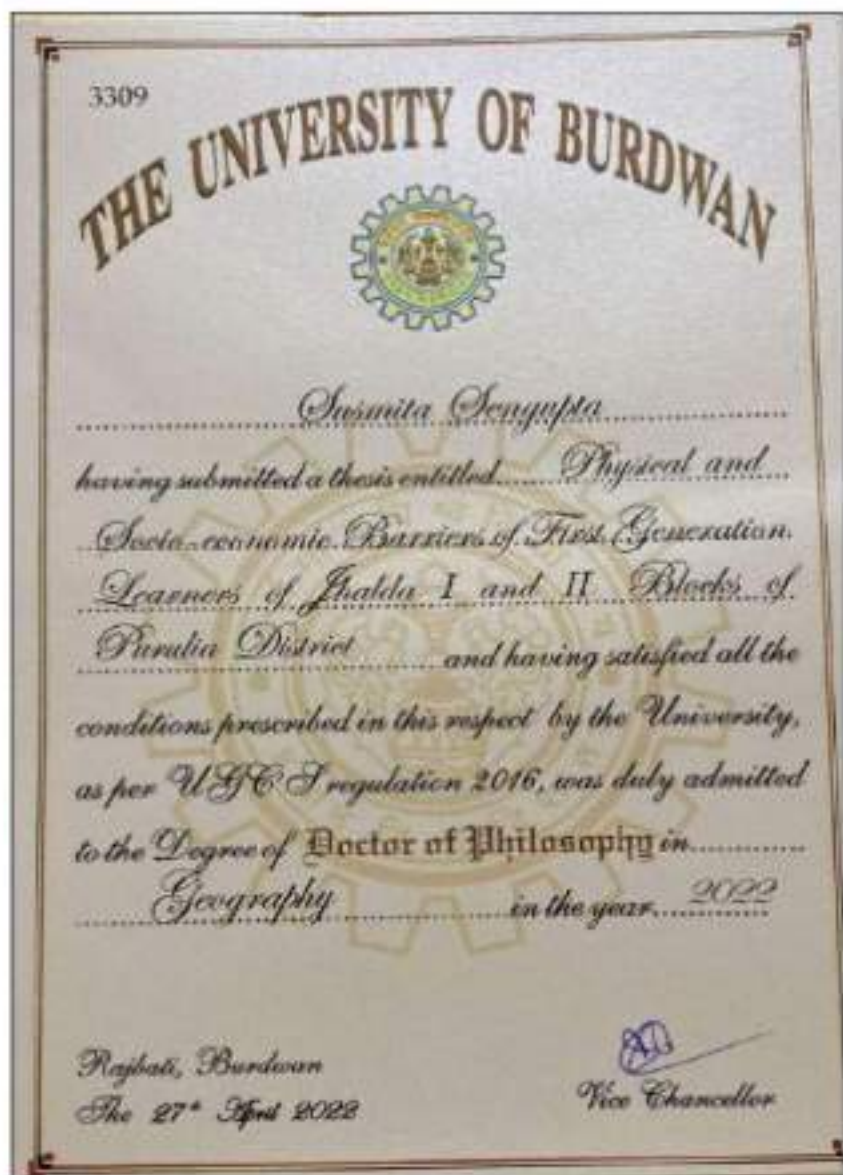 3309
THE UNIVERSITY OF BURDWAN
Susmita Sengupta
having submitted a thesis entitled Physical and
Socio-economic Barriers of First Generation
Learners of Jhalda I and II Blocks of
Purulia District and having satisfied all the
conditions prescribed in this respect by the University,
as per UGC'S regulation 2016, was duly admitted
to the Degree of Doctor of Philosophy in
Geography in the year 2022
Rajbati, Burdwan
The 27th April 2022
Vice Chancellor